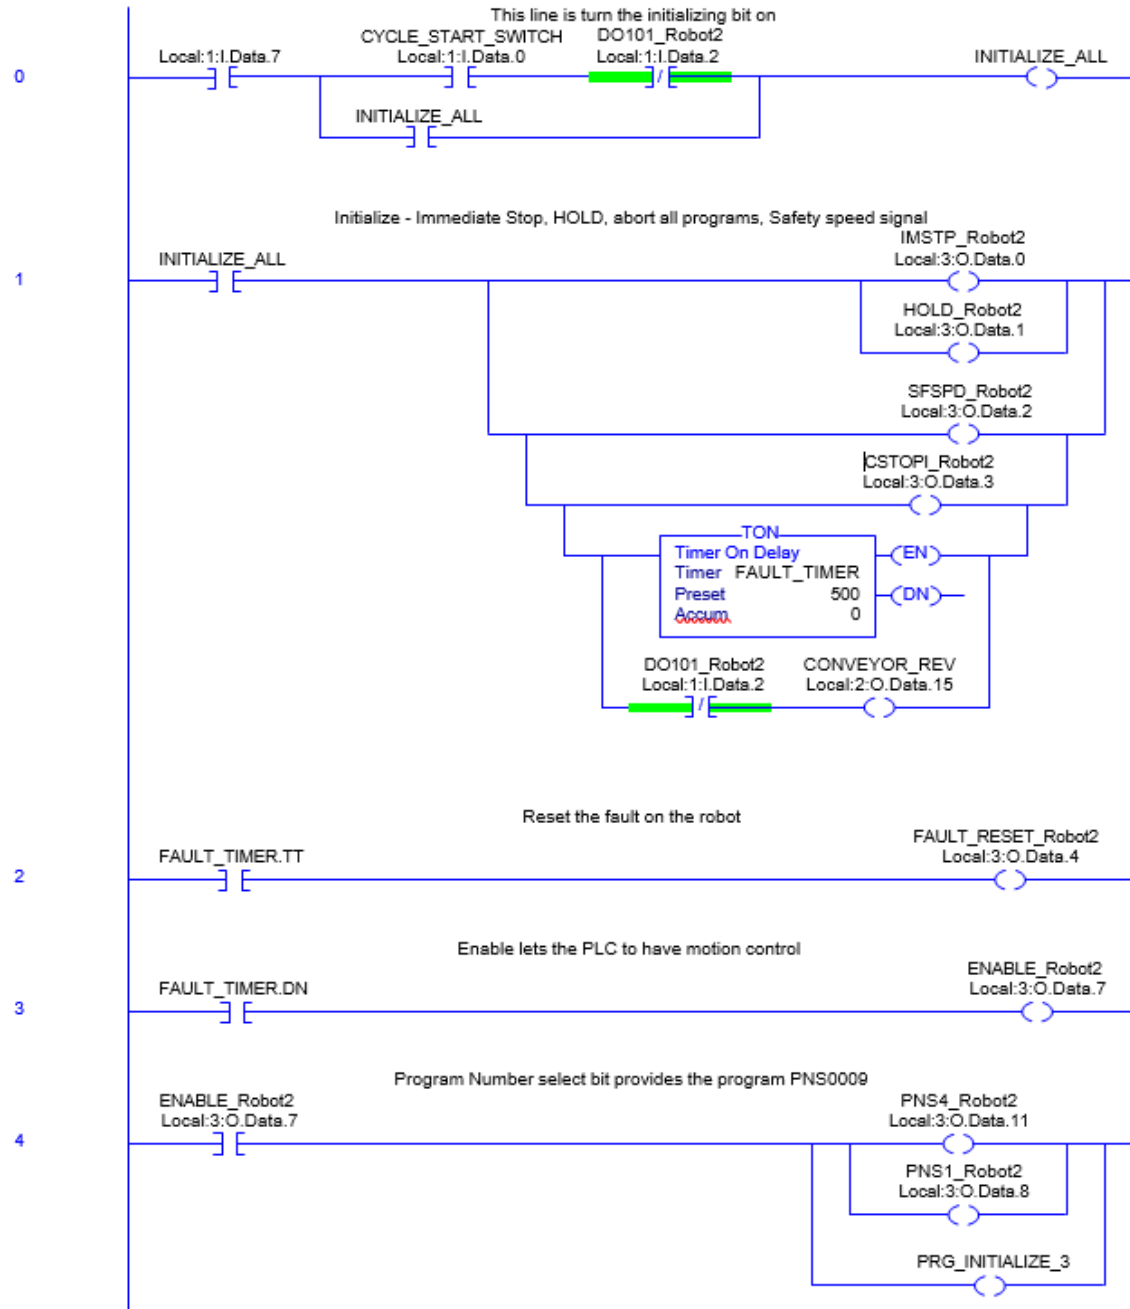 This line is turn the initializing bit on
CYCLE_START_SWITCH DO101_Robot2
Local:1:I.Data.7 Local:1:I.Data.0 Local:1:I.Data.2 INITIALIZE_ALL
0
INITIALIZE_ALL
Initialize - Immediate Stop, HOLD, abort all programs, Safety speed signal
IMSTP_Robot2
INITIALIZE_ALL Local:3:O.Data.0
1
HOLD_Robot2
Local:3:O.Data.1
SFSPD_Robot2
Local:3:O.Data.2
CSTOPI_Robot2
Local:3:O.Data.3
TON
Timer On Delay EN
Timer FAULT_TIMER
Preset 500 DN
Accum 0
DO101_Robot2 CONVEYOR_REV
Local:1:I.Data.2 Local:2:O.Data.15
Reset the fault on the robot
FAULT_RESET_Robot2
FAULT_TIMER.TT Local:3:O.Data.4
2
Enable lets the PLC to have motion control
ENABLE_Robot2
FAULT_TIMER.DN Local:3:O.Data.7
3
Program Number select bit provides the program PNS0009
ENABLE_Robot2 PNS4_Robot2
Local:3:O.Data.7 Local:3:O.Data.11
4
PNS1_Robot2
Local:3:O.Data.8
PRG_INITIALIZE_3